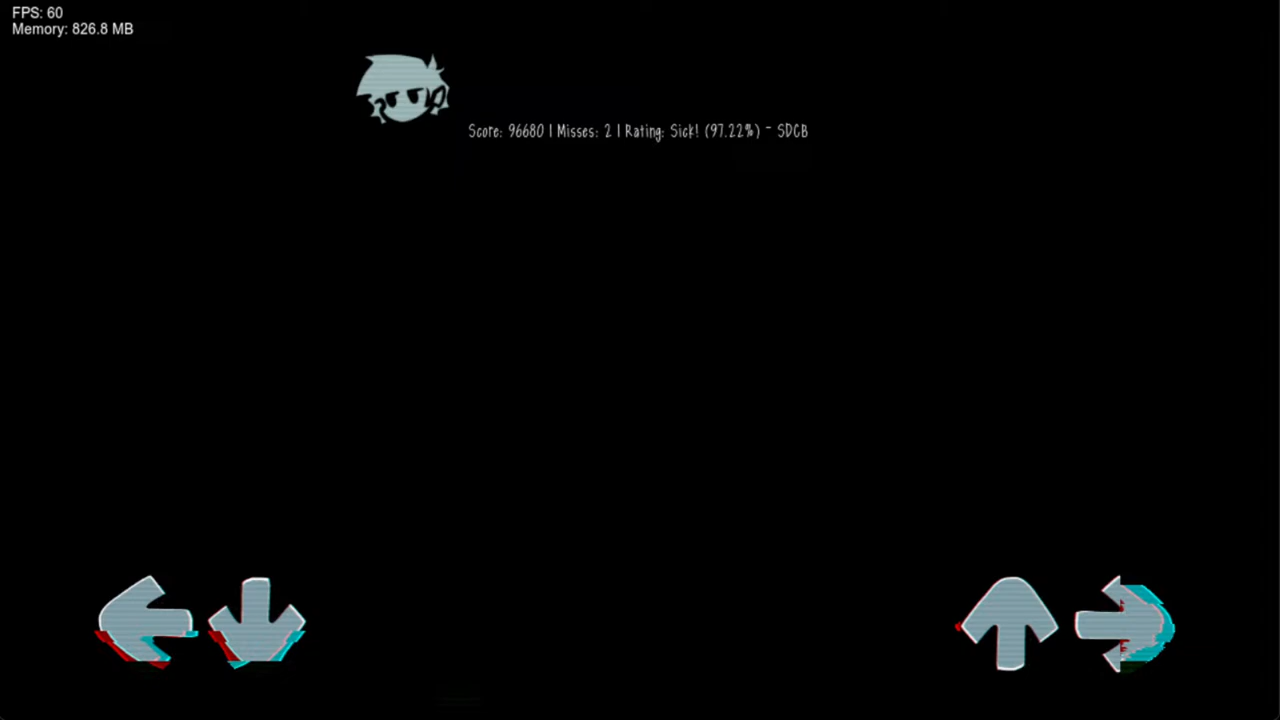 FPS: 60
Memory: 826.8 MB
Score: 96680 | Misses: 2 | Rating: Sick! (97.22%) - SDCB